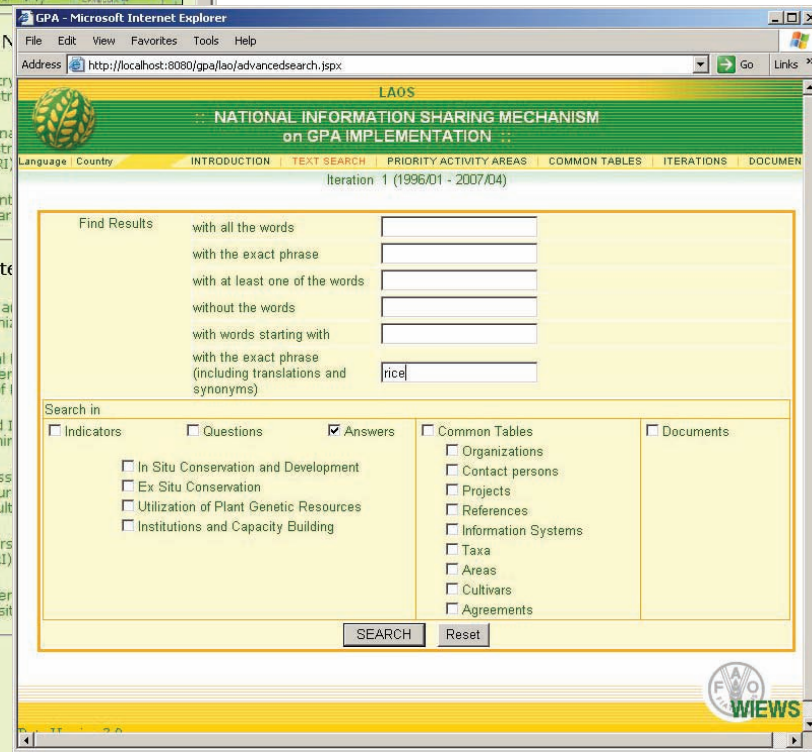 GPA - Microsoft Internet Explorer
File Edit View Favorites Tools Help
Address http://localhost:8080/gpa/lao/advancedsearch.jspx Go Links »
LAOS
:: NATIONAL INFORMATION SHARING MECHANISM
on GPA IMPLEMENTATION ::
Language | Country INTRODUCTION | TEXT SEARCH | PRIORITY ACTIVITY AREAS | COMMON TABLES | ITERATIONS | DOCUMEN
Iteration 1 (1996/01 - 2007/04)
Find Results
with all the words
with the exact phrase
with at least one of the words
without the words
with words starting with
with the exact phrase
(including translations and
synonyms)
rice
Search in
Indicators Questions Answers
In Situ Conservation and Development
Ex Situ Conservation
Utilization of Plant Genetic Resources
Institutions and Capacity Building
Common Tables
Organizations
Contact persons
Projects
References
Information Systems
Taxa
Areas
Cultivars
Agreements
Documents
SEARCH Reset
FAO
WIEWS